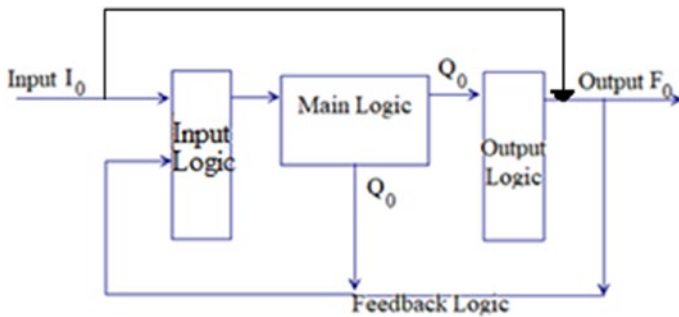 Input I0
Input
Logic
Main Logic
Q0
Q0
Output
Logic
Output F0
Feedback Logic